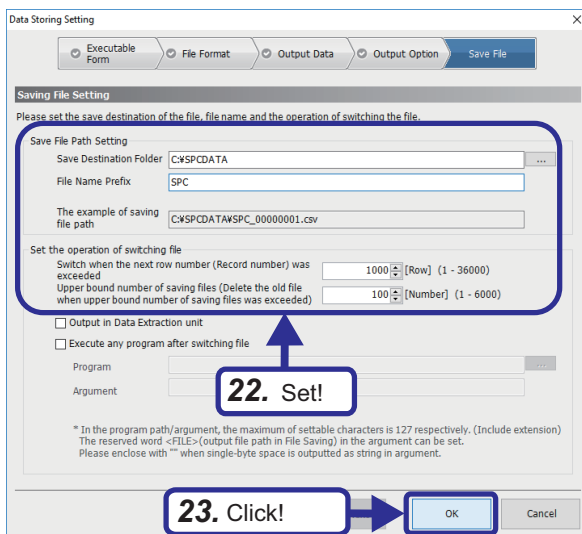 Data Storing Setting
Executable
Form
File Format
Output Data
Output Option
Save File
Saving File Setting
Please set the save destination of the file, file name and the operation of switching the file.
Save File Path Setting
Save Destination Folder C:¥SPCDATA ...
File Name Prefix SPC
The example of saving
file path C:¥SPCDATA¥SPC_00000001.csv
Set the operation of switching file
Switch when the next row number (Record number) was
exceeded 1000 [Row] (1 - 36000)
Upper bound number of saving files (Delete the old file
when upper bound number of saving files was exceeded) 100 [Number] (1 - 6000)
Output in Data Extraction unit
Execute any program after switching file
Program ...
Argument
22. Set!
* In the program path/argument, the maximum of settable characters is 127 respectively. (Include extension)
The reserved word <FILE>(output file path in File Saving) in the argument can be set.
Please enclose with "" when single-byte space is outputted as string in argument.
23. Click!
OK
Cancel